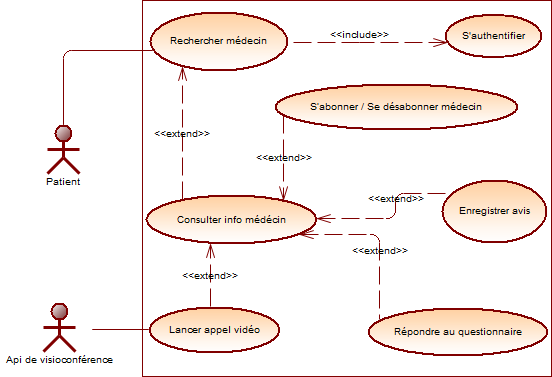 Rechercher médecin
<<include>>
S'authentifier
S'abonner / Se désabonner médecin
<<extend>>
<<extend>>
Patient
<<extend>>
Consulter info médécin
Enregistrer avis
<<extend>>
<<extend>>
Lancer appel vidéo
Répondre au questionnaire
Api de visioconférence